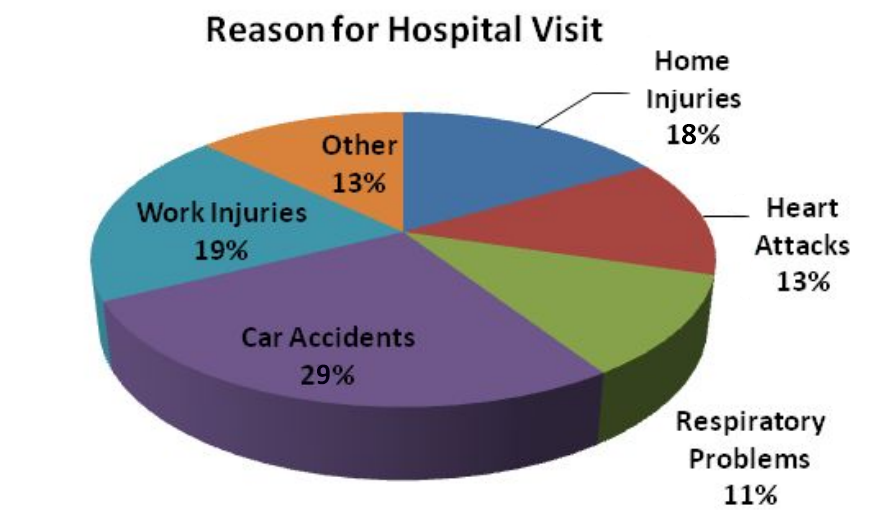 Reason for Hospital Visit
Home
Injuries
18%
Other
13%
Work Injuries
19%
Heart
Attacks
13%
Car Accidents
29%
Respiratory
Problems
11%